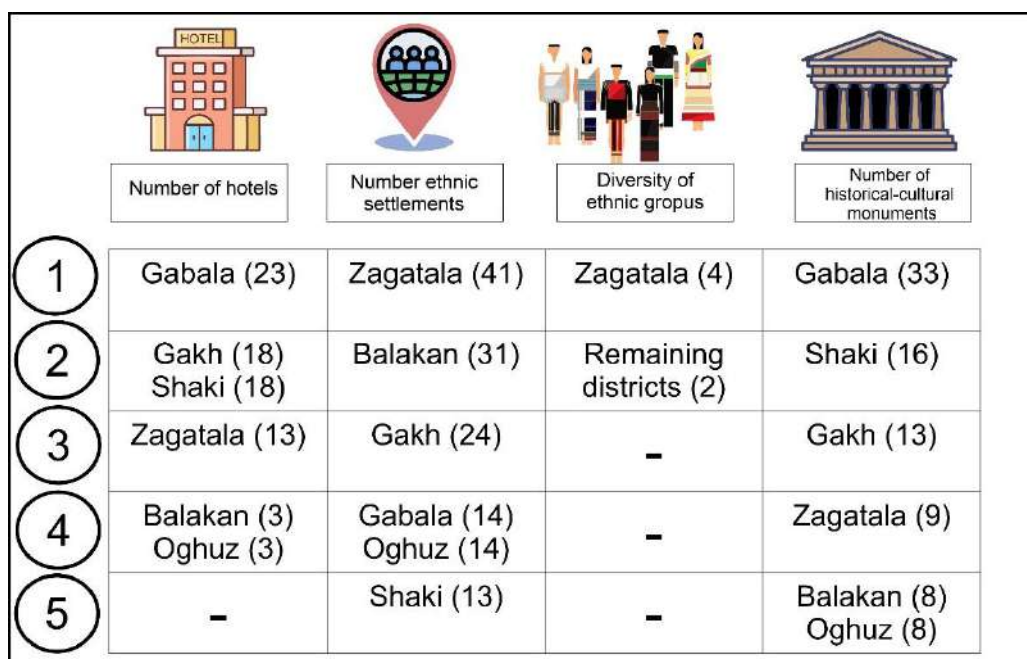 HOTEL
Number of hotels
Number ethnic
settlements
Diversity of
ethnic gropus
Number of
historical-cultural
monuments
1
Gabala (23)
Zagatala (41)
Zagatala (4)
Gabala (33)
2
Gakh (18)
Shaki (18)
Balakan (31)
Remaining
districts (2)
Shaki (16)
3
Zagatala (13)
Gakh (24)
-
Gakh (13)
4
Balakan (3)
Oghuz (3)
Gabala (14)
Oghuz (14)
-
Zagatala (9)
5
-
Shaki (13)
-
Balakan (8)
Oghuz (8)